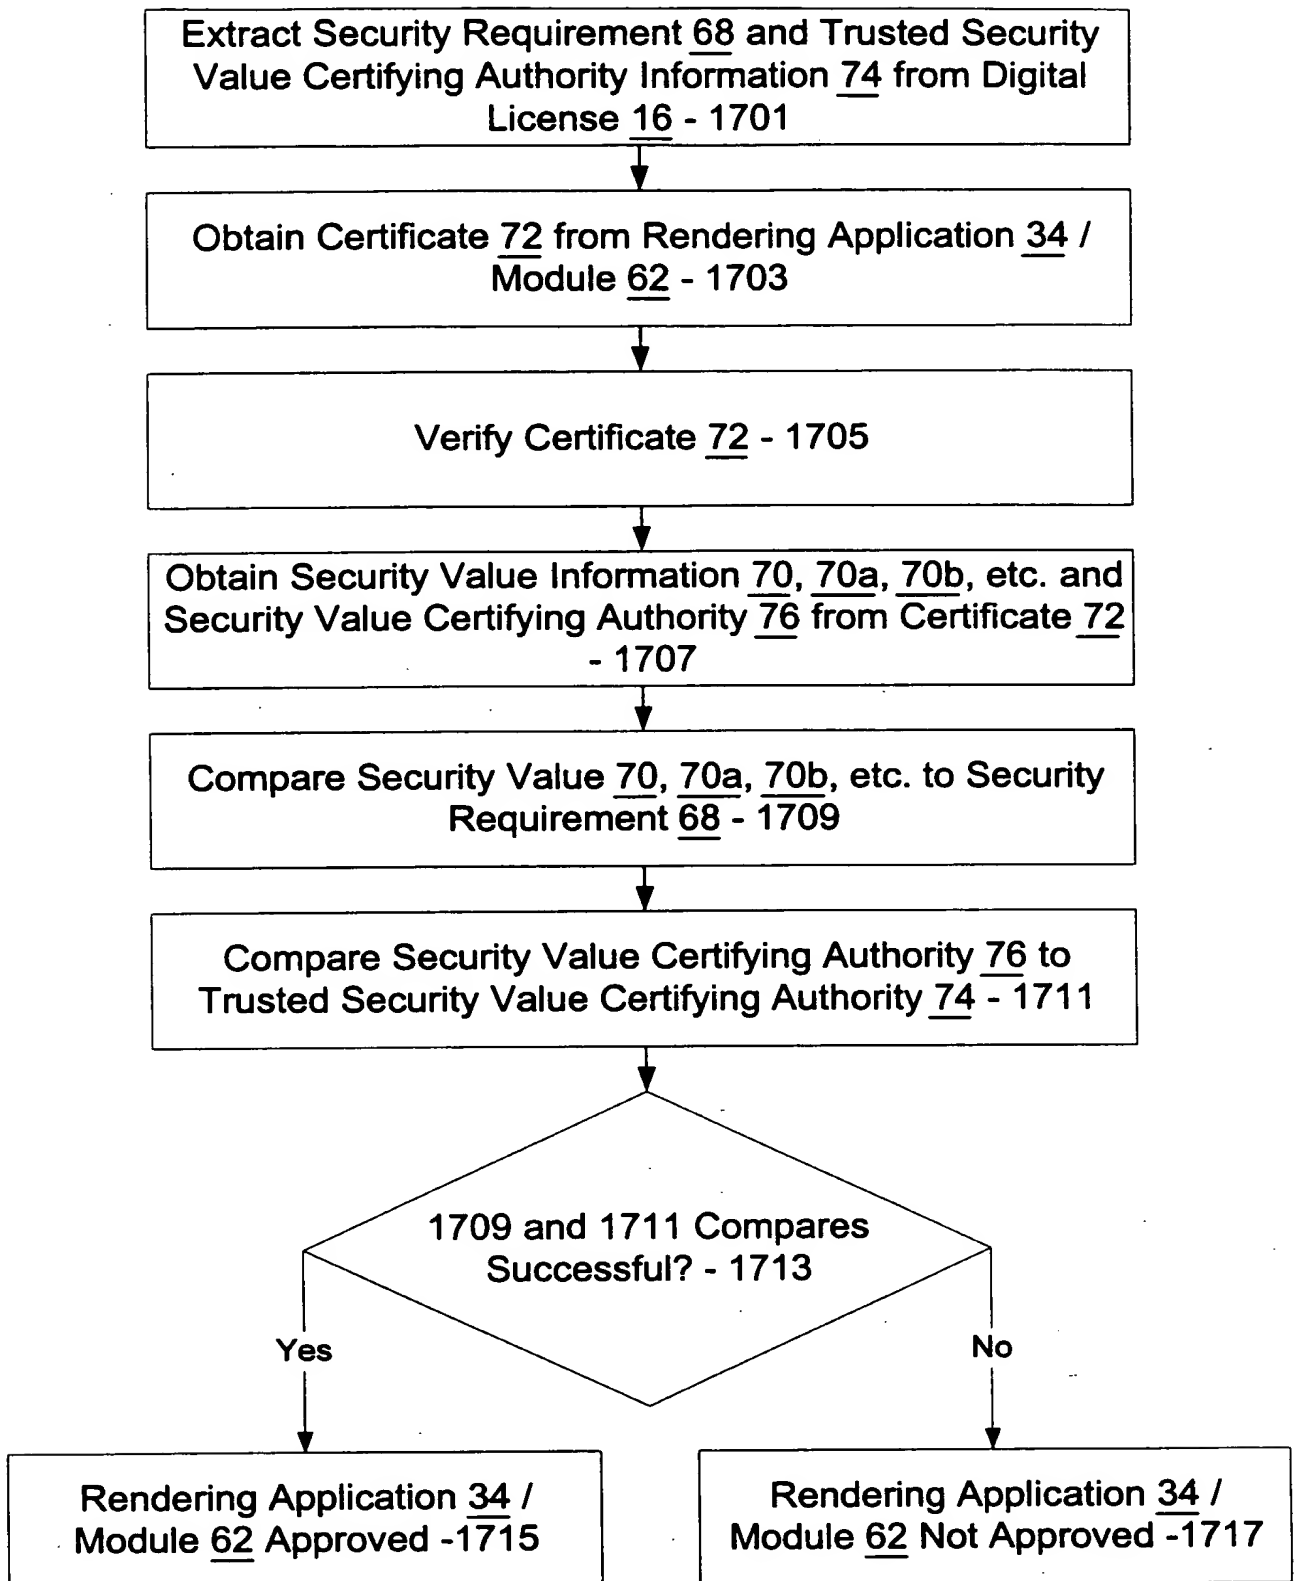 Extract Security Requirement 68 and Trusted Security
Value Certifying Authority Information 74 from Digital
License 16 - 1701
Obtain Certificate 72 from Rendering Application 34 /
Module 62 - 1703
Verify Certificate 72 - 1705
Obtain Security Value Information 70, 70a, 70b, etc. and
Security Value Certifying Authority 76 from Certificate 72
- 1707
Compare Security Value 70, 70a, 70b, etc. to Security
Requirement 68 - 1709
Compare Security Value Certifying Authority 76 to
Trusted Security Value Certifying Authority 74 - 1711
1709 and 1711 Compares
Successful? - 1713
Yes
No
Rendering Application 34 /
Module 62 Approved -1715
Rendering Application 34 /
Module 62 Not Approved -1717